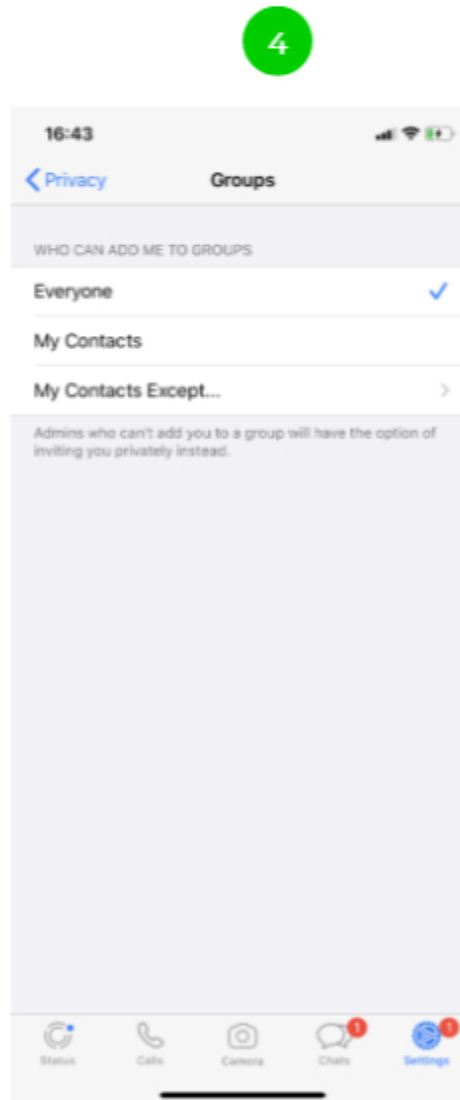 4
16:43
Privacy
Groups
WHO CAN ADD ME TO GROUPS
Everyone
My Contacts
My Contacts Except...
Admins who can't add you to a group will have the option of
inviting you privately instead.
1
1
Status
Calls
Camera
Chats
Settings